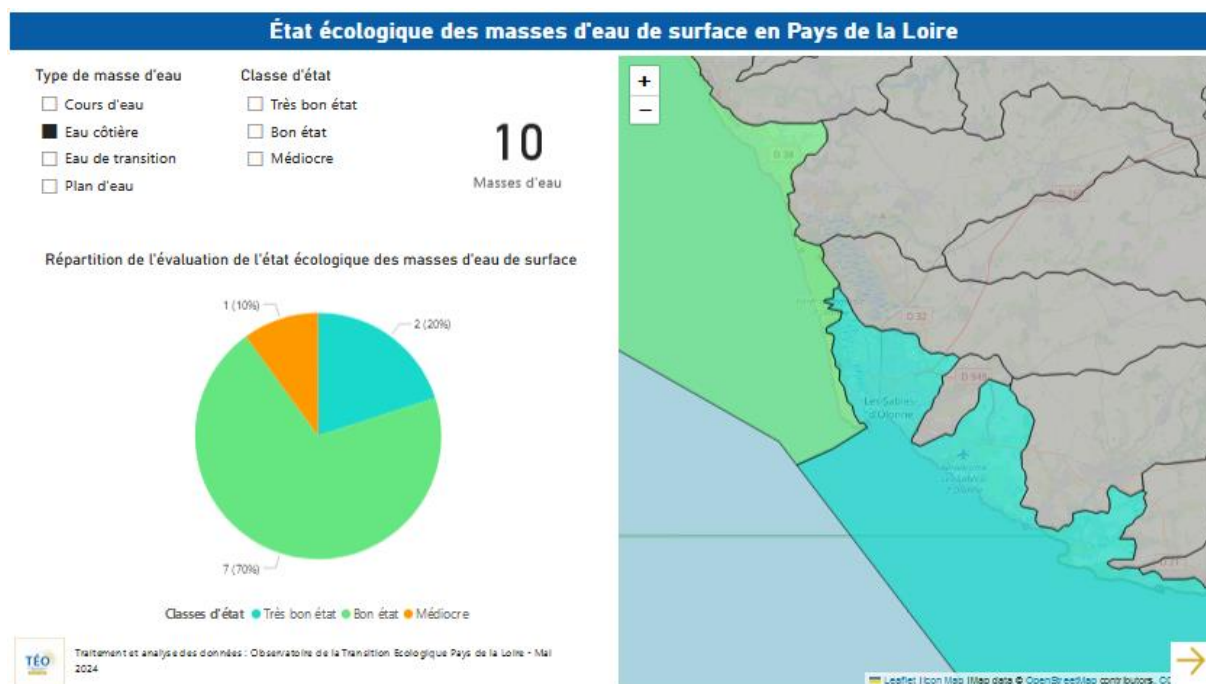 État écologique des masses d'eau de surface en Pays de la Loire
Type de masse d'eau
Cours d'eau
Eau côtière
Eau de transition
Plan d'eau
Classe d'état
Très bon état
Bon état
Médiocre
10
Masses d'eau
Répartition de l'évaluation de l'état écologique des masses d'eau de surface
1 (10%)
2 (20%)
7 (70%)
Classes d'état Très bon état Bon état Médiocre
TÉO
Traitement et analyse des données : Observatoire de la Transition Ecologique Pays de la Loire - Mai
2024
+
−
D 38
D 32
D 949
Les Sables-
d'Olonne
Leaflet | Icon Map | Map data © OpenStreetMap contributors,